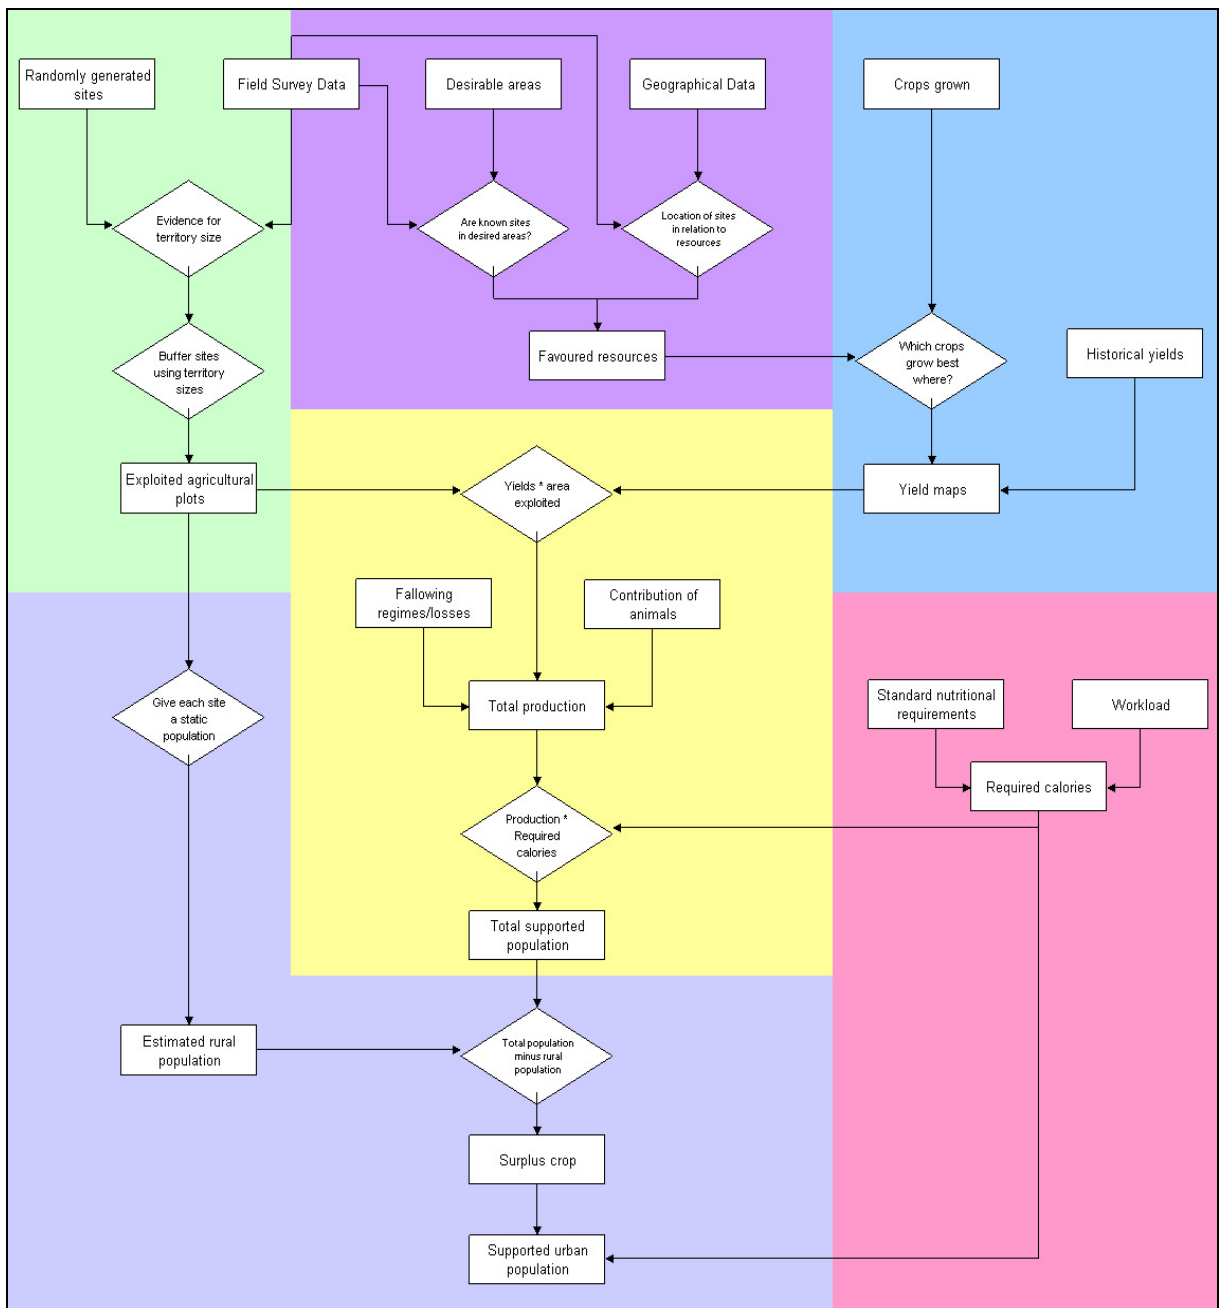 Randomly generated
sites
Field Survey Data
Desirable areas
Geographical Data
Crops grown
Evidence for
territory size
Are known sites
in desired areas?
Location of sites
in relation to
resources
Buffer sites
using territory
sizes
Favoured resources
Which crops
grow best
where?
Historical yields
Exploited agricultural
plots
Yields * area
exploited
Yield maps
Fallowing
regimes/losses
Contribution of
animals
Give each site
a static
population
Total production
Standard nutritional
requirements
Workload
Required calories
Production *
Required
calories
Total supported
population
Estimated rural
population
Total population
minus rural
population
Surplus crop
Supported urban
population